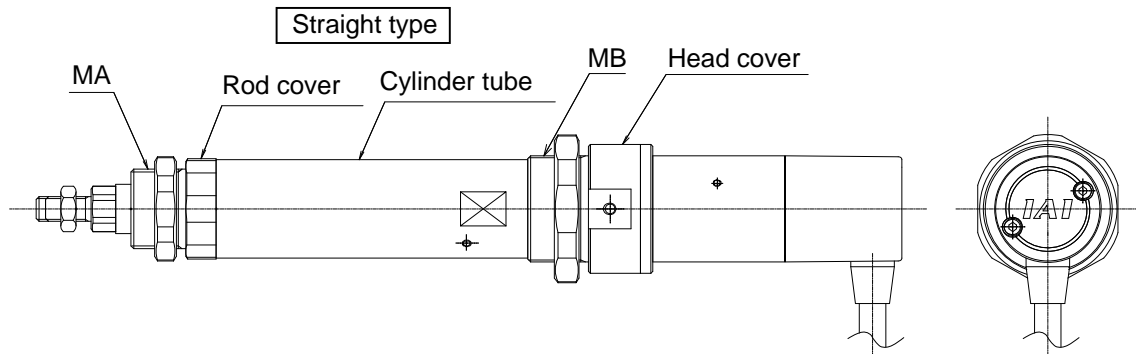 Straight type
MA
Rod cover
Cylinder tube
MB
Head cover
IAI